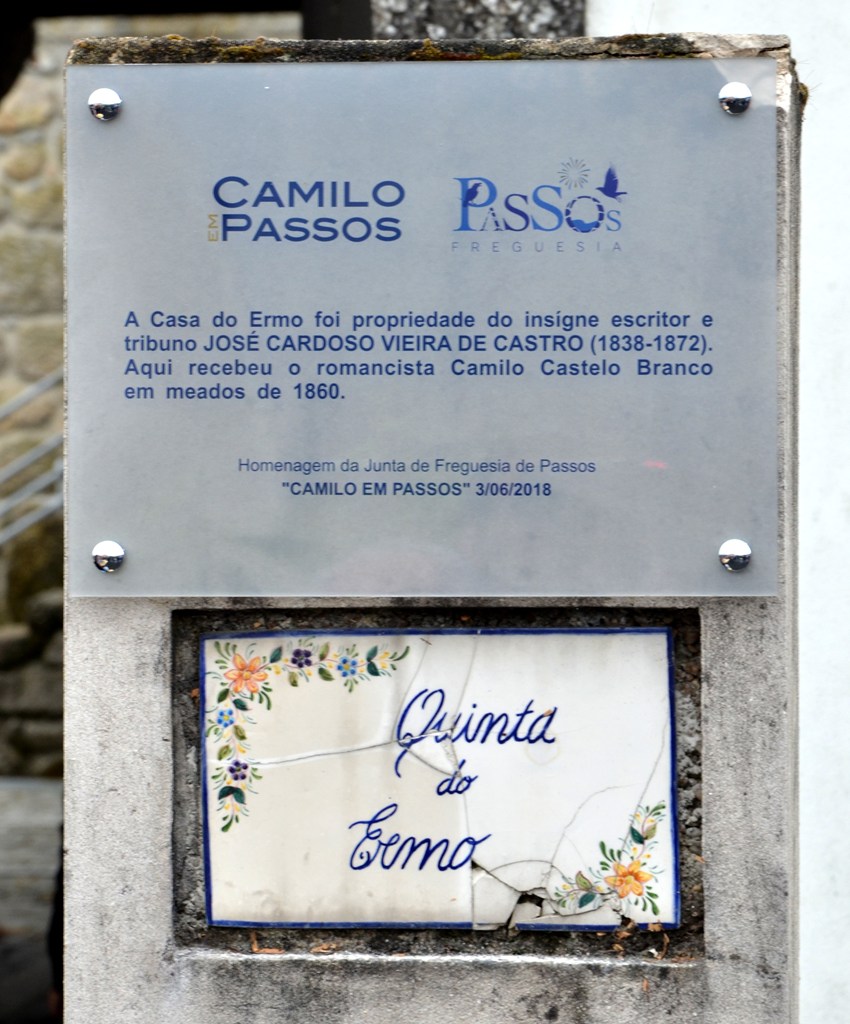 CAMILO
EM PASSOS
PASSOS
FREGUESIA
A Casa do Ermo foi propriedade do insígne escritor e
tribuno JOSÉ CARDOSO VIEIRA DE CASTRO (1838-1872).
Aqui recebeu o romancista Camilo Castelo Branco
em meados de 1860.
Homenagem da Junta de Freguesia de Passos
"CAMILO EM PASSOS" 3/06/2018
Quinta
do
Ermo